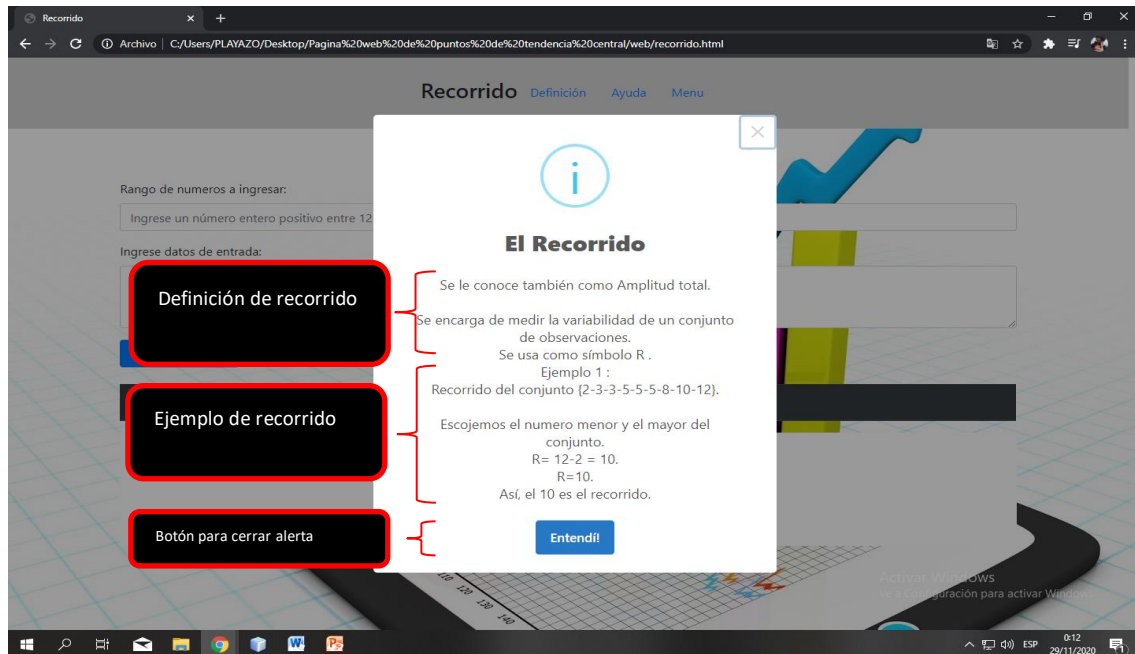 Recorrido
Archivo | C:/Users/PLAYAZO/Desktop/Pagina%20web%20de%20puntos%20de%20tendencia%20central/web/recorrido.html
Recorrido Definición Ayuda Menu
Rango de numeros a ingresar:
Ingrese un número entero positivo entre 12
Ingrese datos de entrada:
i
El Recorrido
Definición de recorrido
Se le conoce también como Amplitud total.
Se encarga de medir la variabilidad de un conjunto
de observaciones.
Se usa como símbolo R .
Ejemplo de recorrido
Ejemplo 1 :
Recorrido del conjunto {2-3-3-5-5-5-8-10-12}.
Escojemos el numero menor y el mayor del
conjunto.
R= 12-2 = 10.
R=10.
Así, el 10 es el recorrido.
Botón para cerrar alerta
Entendí!
110
120
130
140
Activar Windows
ESP
0:12
29/11/2020